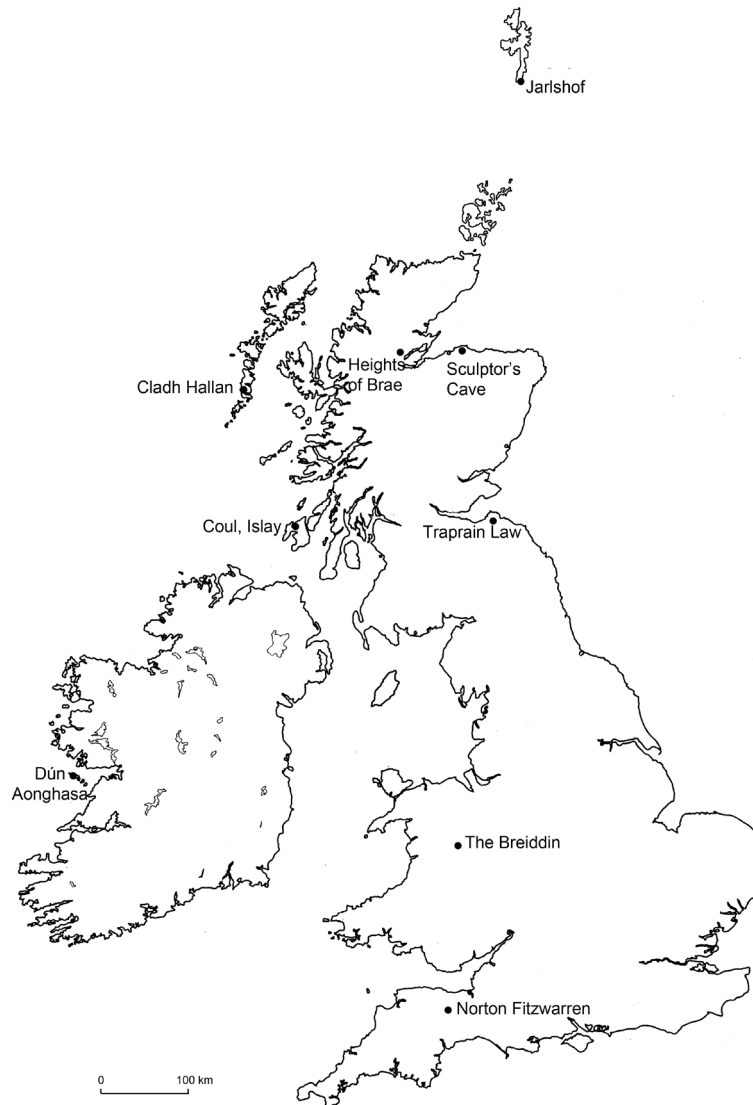 Jarlshof
Heights
of Brae
Sculptor's
Cave
Cladh Hallan
Coul, Islay
Traprain Law
Dún
Aonghasa
The Breiddin
Norton Fitzwarren
0 100 km